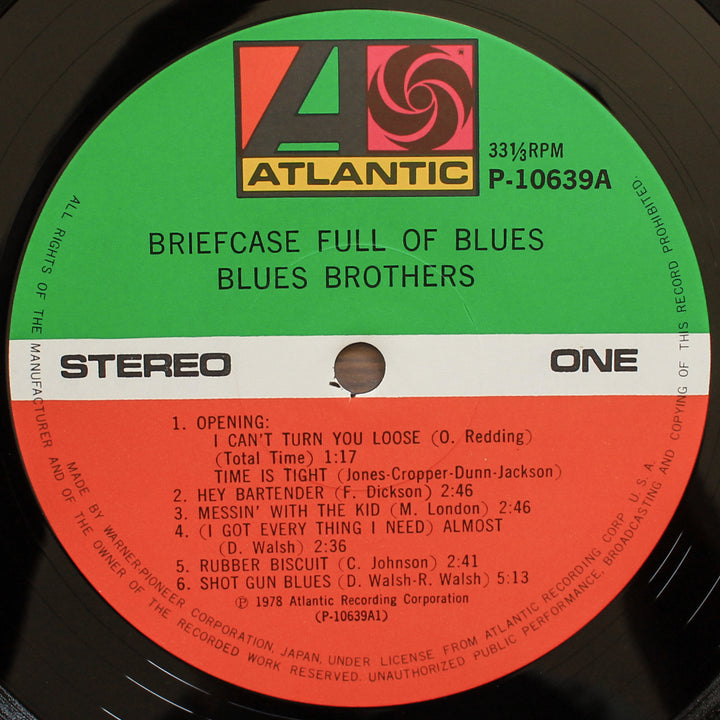 ATLANTIC
33⅓RPM
P-10639A
BRIEFCASE FULL OF BLUES
BLUES BROTHERS
STEREO
ONE
1. OPENING:
I CAN'T TURN YOU LOOSE (O. Redding)
(Total Time) 1:17
TIME IS TIGHT (Jones-Cropper-Dunn-Jackson)
2. HEY BARTENDER (F. Dickson) 2:46
3. MESSIN' WITH THE KID (M. London) 2:46
4. (I GOT EVERY THING I NEED) ALMOST
(D. Walsh) 2:36
5. RUBBER BISCUIT (C. Johnson) 2:41
6. SHOT GUN BLUES (D. Walsh-R. Walsh) 5:13
Ⓟ 1978 Atlantic Recording Corporation
(P-10639A1)
ALL RIGHTS OF THE MANUFACTURER AND OF THE OWNER OF THE RECORDED WORK RESERVED. UNAUTHORIZED PUBLIC PERFORMANCE, BROADCASTING AND COPYING OF THIS RECORD PROHIBITED.
MADE BY WARNER-PIONEER CORPORATION, JAPAN, UNDER LICENSE FROM ATLANTIC RECORDING CORP. U. S. A.